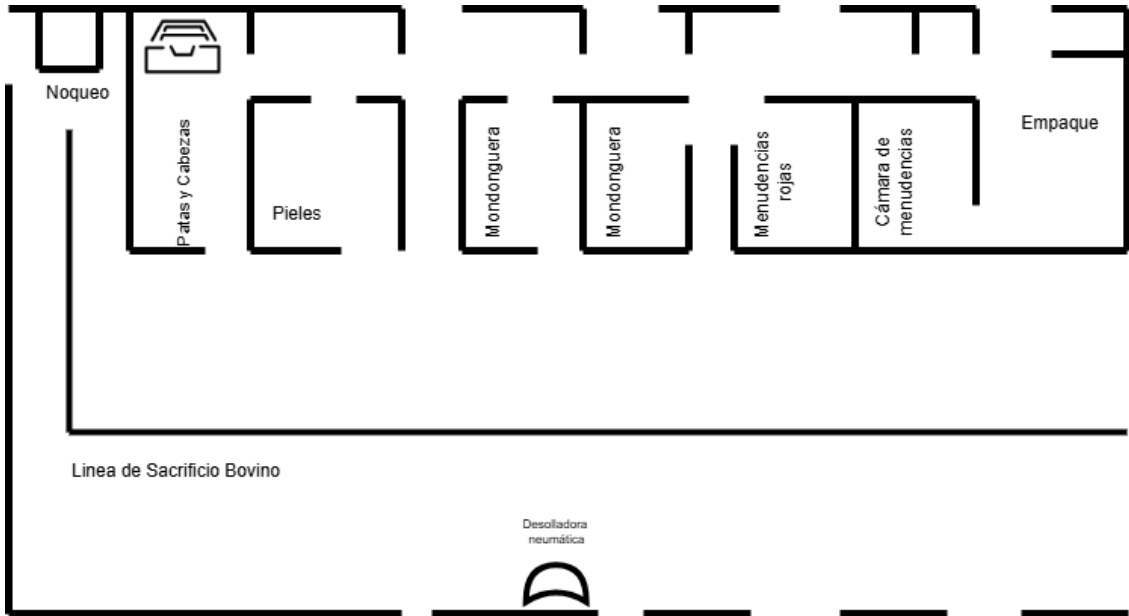 Noqueo
Patas y Cabezas
Pieles
Mondonguera
Mondonguera
Menudencias
rojas
Cámara de
menudencias
Empaque
Linea de Sacrificio Bovino
Desolladora
neumática